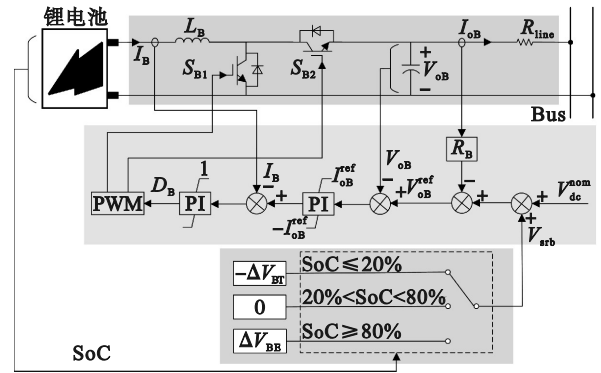 锂电池
I_B
L_B
S_B1
S_B2
I_oB
R_line
+
V_oB
−
Bus
I_B
V_oB
R_B
D_B
1
I_oB^ref
−
+
−
+
V_oB^ref
−
+
+
V_dc^nom
PWM
PI
PI
−I_oB^ref
+
V_srb
−ΔV_BT
SoC≤20%
0
20%<SoC<80%
ΔV_BE
SoC≥80%
SoC